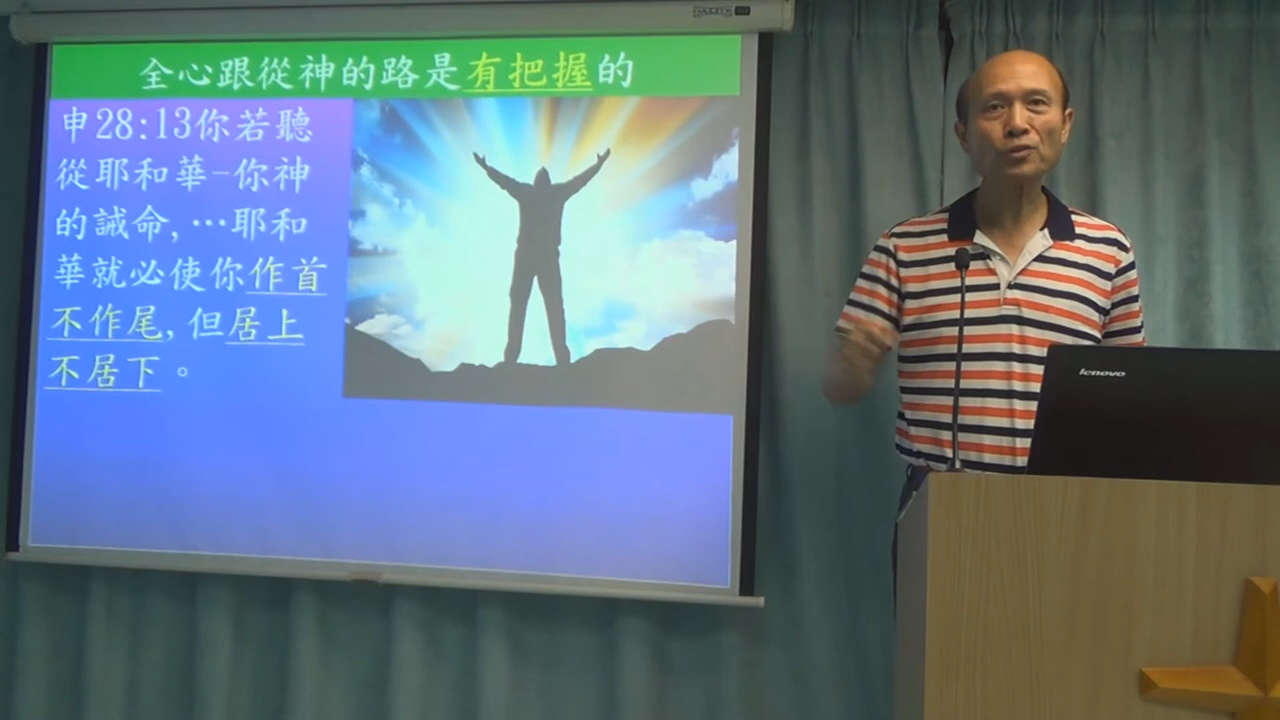 全心跟從神的路是有把握的
申28:13你若聽
從耶和華-你神
的誡命,…耶和
華就必使你作首
不作尾,但居上
不居下。
lenovo